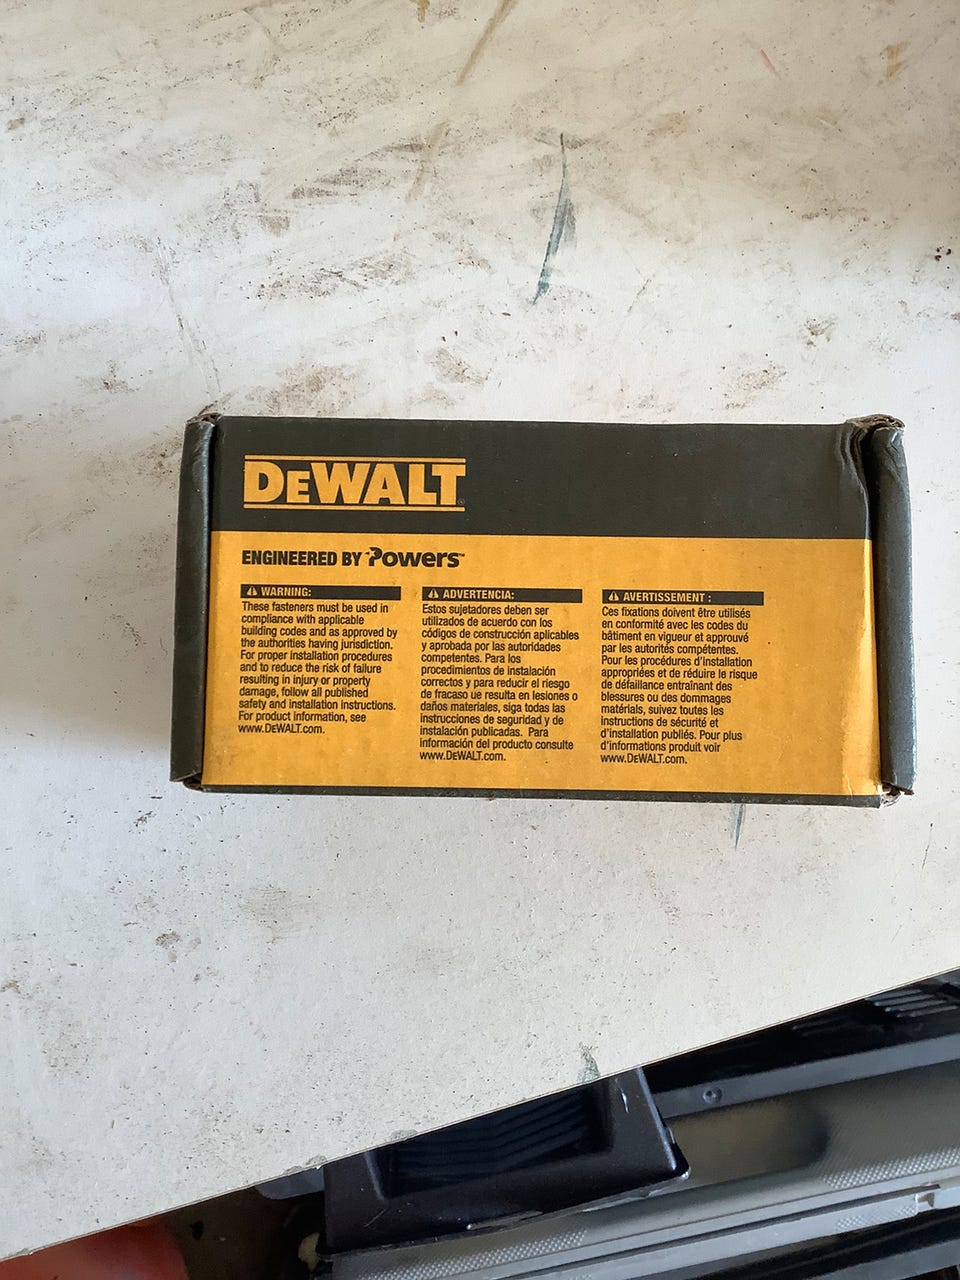 DEWALT®
ENGINEERED BY Powers™
WARNING:
These fasteners must be used in
compliance with applicable
building codes and as approved by
the authorities having jurisdiction.
For proper installation procedures
and to reduce the risk of failure
resulting in injury or property
damage, follow all published
safety and installation instructions.
For product information, see
www.DEWALT.com.
ADVERTENCIA:
Estos sujetadores deben ser
utilizados de acuerdo con los
códigos de construcción aplicables
y aprobada por las autoridades
competentes. Para los
procedimientos de instalación
correctos y para reducir el riesgo
de fracaso ue resulta en lesiones o
daños materiales, siga todas las
instrucciones de seguridad y de
instalación publicadas. Para
información del producto consulte
www.DEWALT.com.
AVERTISSEMENT :
Ces fixations doivent être utilisés
en conformité avec les codes du
bâtiment en vigueur et approuvé
par les autorités compétentes.
Pour les procédures d'installation
appropriées et de réduire le risque
de défaillance entraînant des
blessures ou des dommages
matérials, suivez toutes les
instructions de sécurité et
d'installation publiés. Pour plus
d'informations produit voir
www.DEWALT.com.